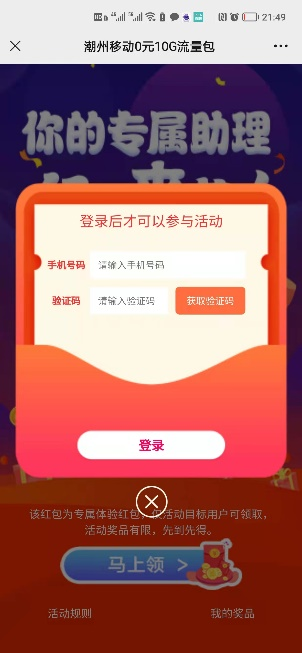 21:49
潮州移动0元10G流量包
你的专属助理
登录后才可以参与活动
手机号码 请输入手机号码
验证码 请输入验证码 获取验证码
登录
该红包为专属体验红包，仅活动目标用户可领取，
活动奖品有限，先到先得。
马上领 >
活动规则 我的奖品